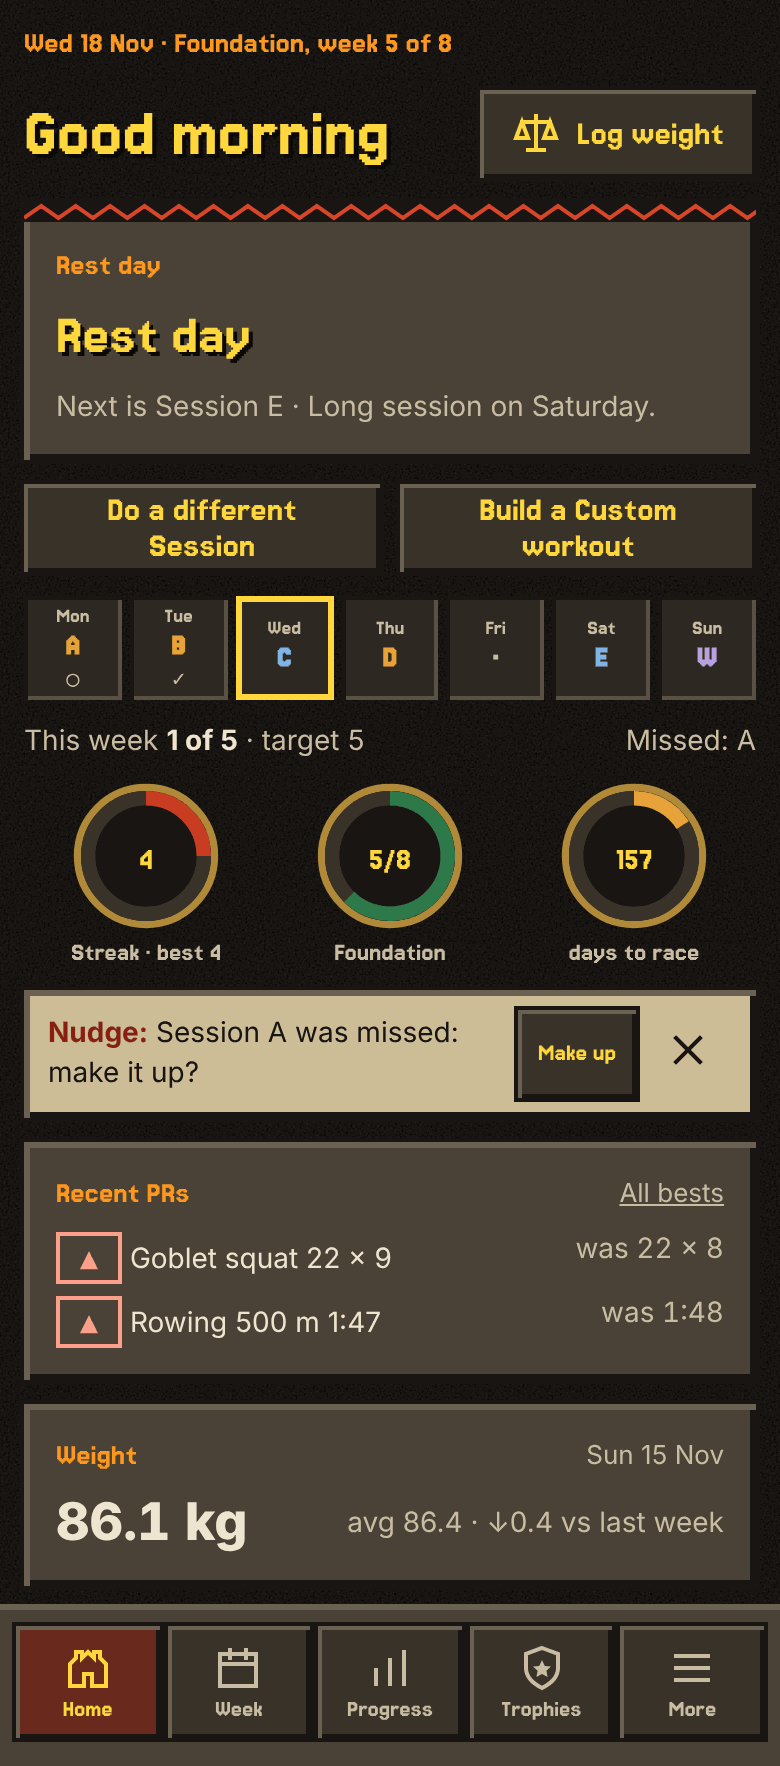 Wed 18 Nov · Foundation, week 5 of 8
Good morning
Log weight
Rest day
Rest day
Next is Session E · Long session on Saturday.
Do a different
Session
Build a Custom
workout
Mon Tue Wed Thu Fri Sat Sun
A B C D · E W
○ ✓
This week 1 of 5 · target 5
Missed: A
4 5/8 157
Streak · best 4
Foundation
days to race
Nudge: Session A was missed:
make it up?
Make up
Recent PRs
All bests
▲ Goblet squat 22 × 9
was 22 × 8
▲ Rowing 500 m 1:47
was 1:48
Weight
Sun 15 Nov
86.1 kg
avg 86.4 · ↓0.4 vs last week
Home
Week
Progress
Trophies
More